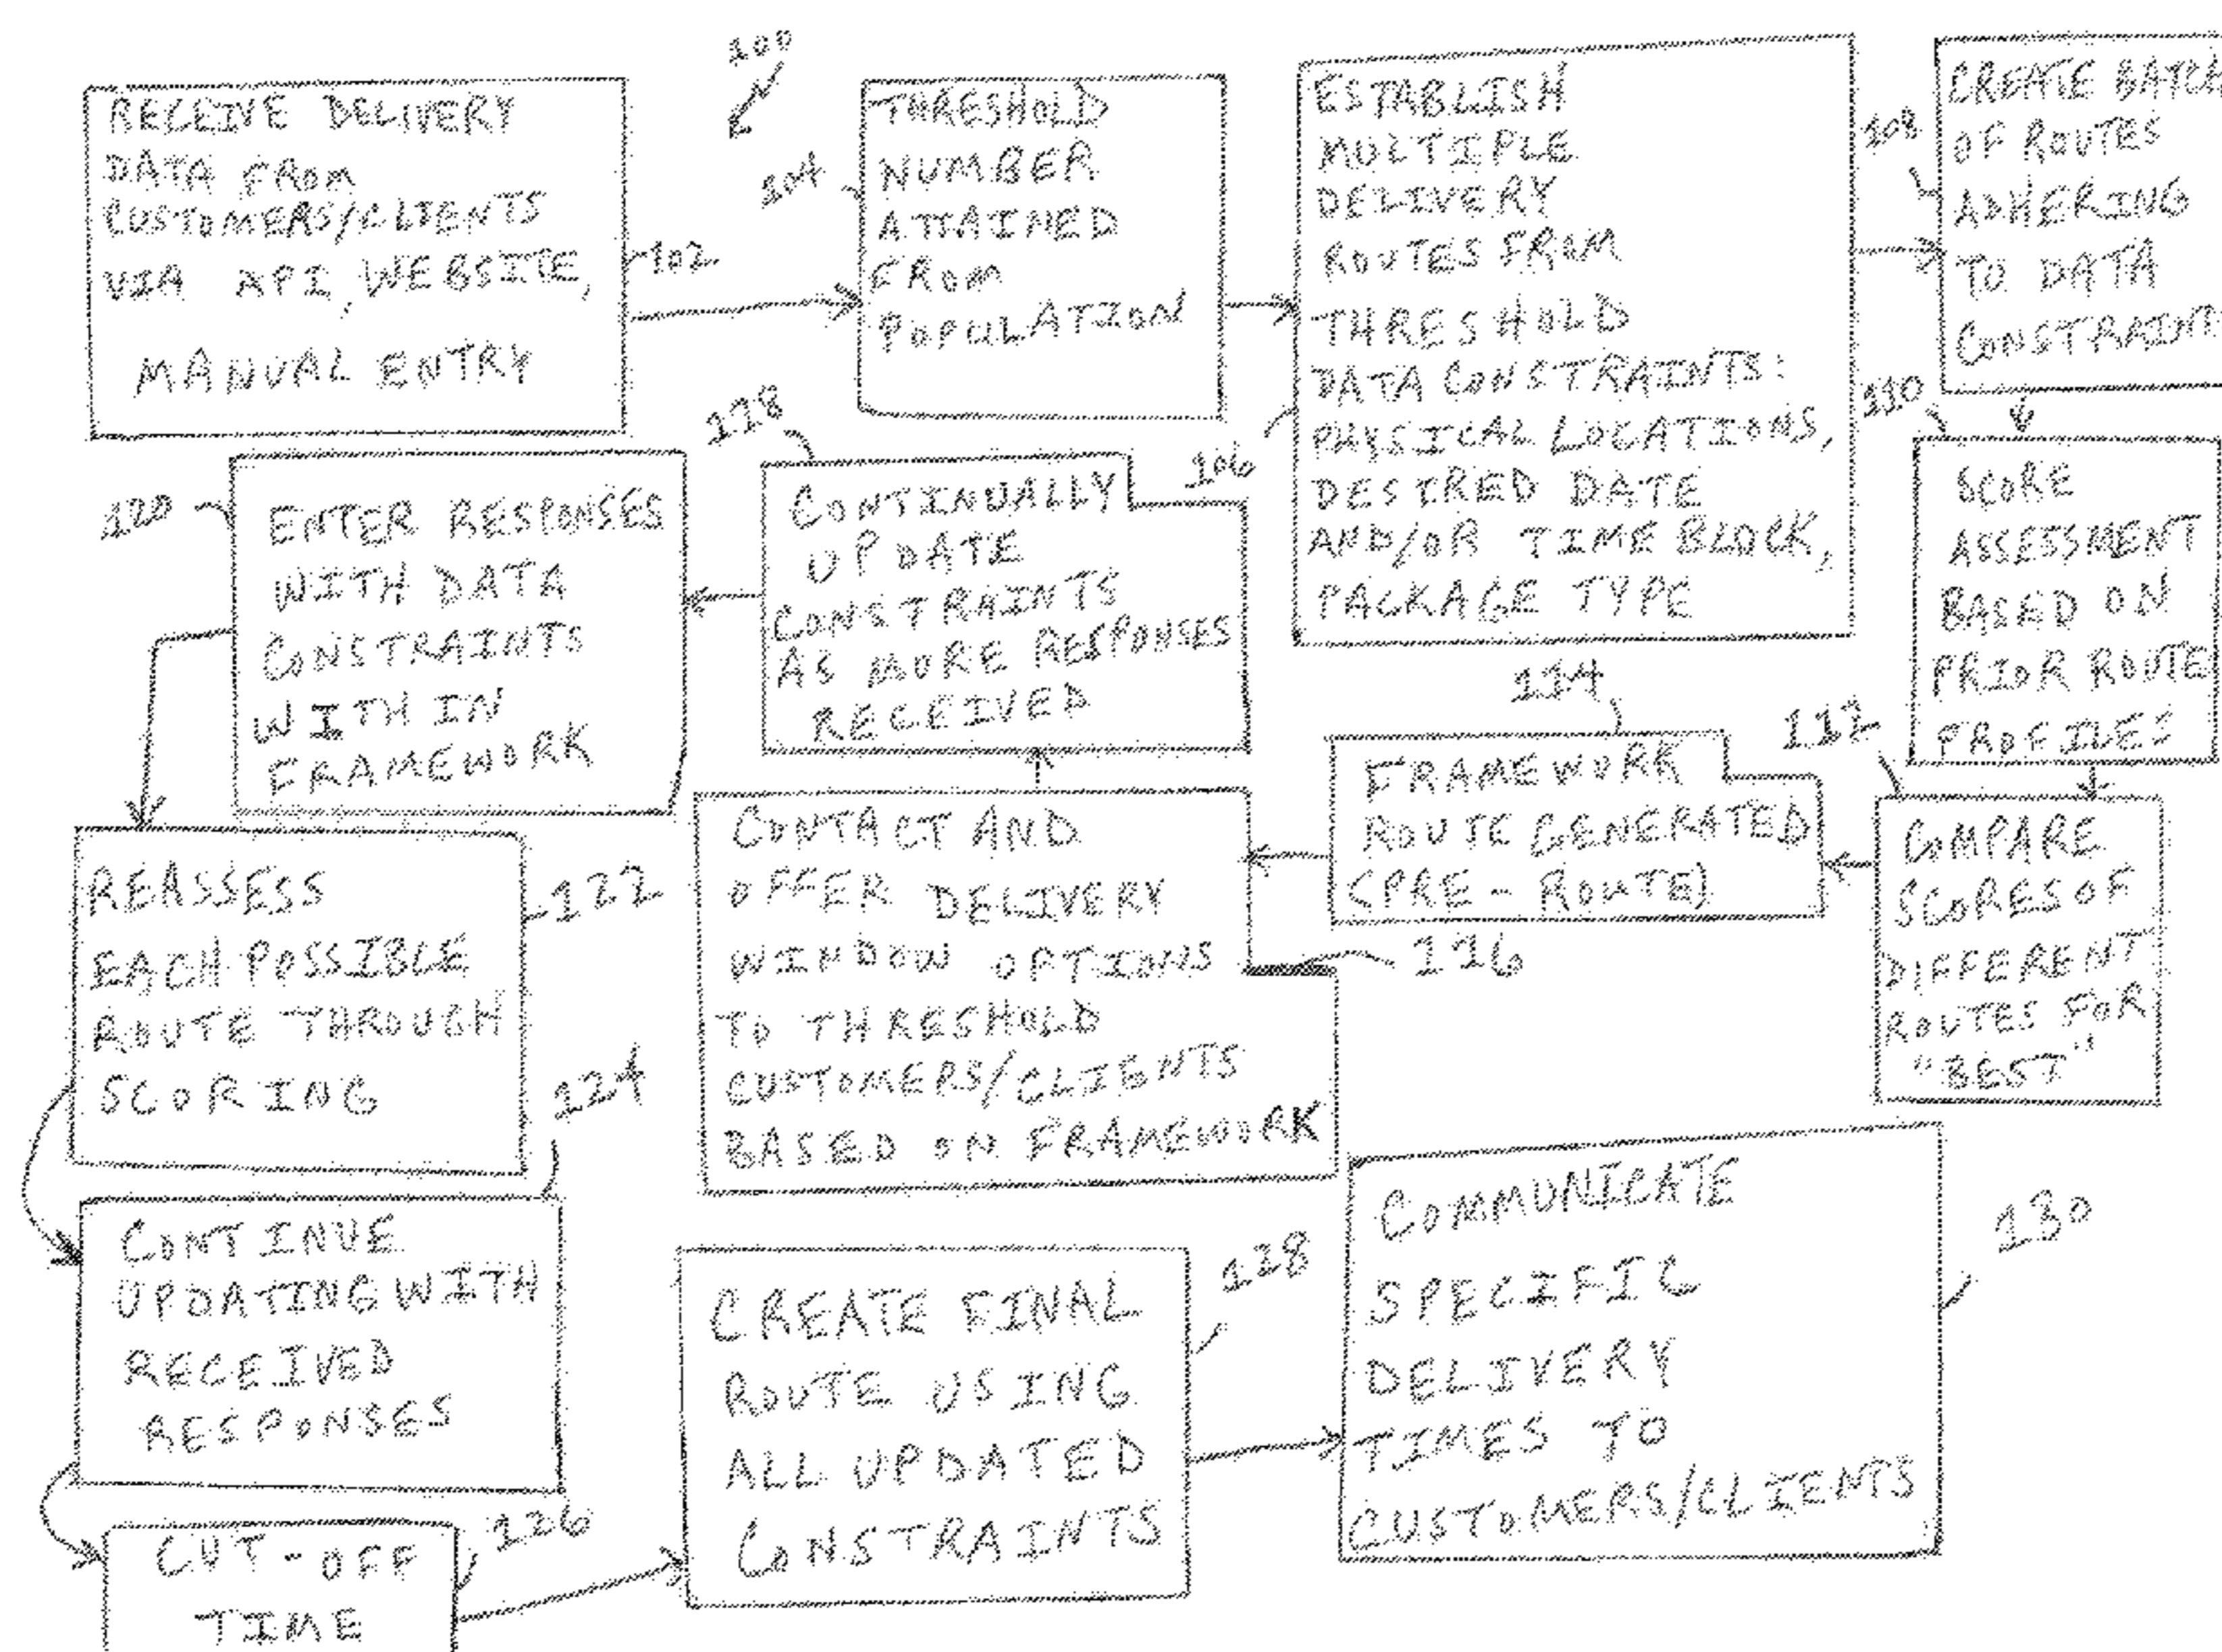 100
RECEIVE DELIVERY
DATA FROM
CUSTOMERS/CLIENTS
VIA API, WEBSITE,
MANUAL ENTRY
102
104
THRESHOLD
NUMBER
ATTAINED
FROM
POPULATION
ESTABLISH
MULTIPLE
DELIVERY
ROUTES FROM
THRESHOLD
DATA CONSTRAINTS:
PHYSICAL LOCATIONS,
DESIRED DATE
AND/OR TIME BLOCK,
PACKAGE TYPE
106
108
CREATE BATCH
OF ROUTES
ADHERING
TO DATA
CONSTRAINT
110
SCORE
ASSESSMENT
BASED ON
PRIOR ROUTE
PROFILES
112
COMPARE
SCORES OF
DIFFERENT
ROUTES FOR
"BEST"
114
FRAMEWORK
ROUTE GENERATED
(PRE-ROUTE)
116
CONTACT AND
OFFER DELIVERY
WINDOW OPTIONS
TO THRESHOLD
CUSTOMERS/CLIENTS
BASED ON FRAMEWORK
118
CONTINUALLY
UPDATE
CONSTRAINTS
AS MORE RESPONSES
RECEIVED
120
ENTER RESPONSES
WITH DATA
CONSTRAINTS
WITH IN
FRAMEWORK
REASSESS
EACH POSSIBLE
ROUTE THROUGH
SCORING
122
124
CONTINUE
UPDATING WITH
RECEIVED
RESPONSES
126
CUT-OFF
TIME
128
CREATE FINAL
ROUTE USING
ALL UPDATED
CONSTRAINTS
COMMUNICATE
SPECIFIC
DELIVERY
TIMES TO
CUSTOMERS/CLIENTS
130